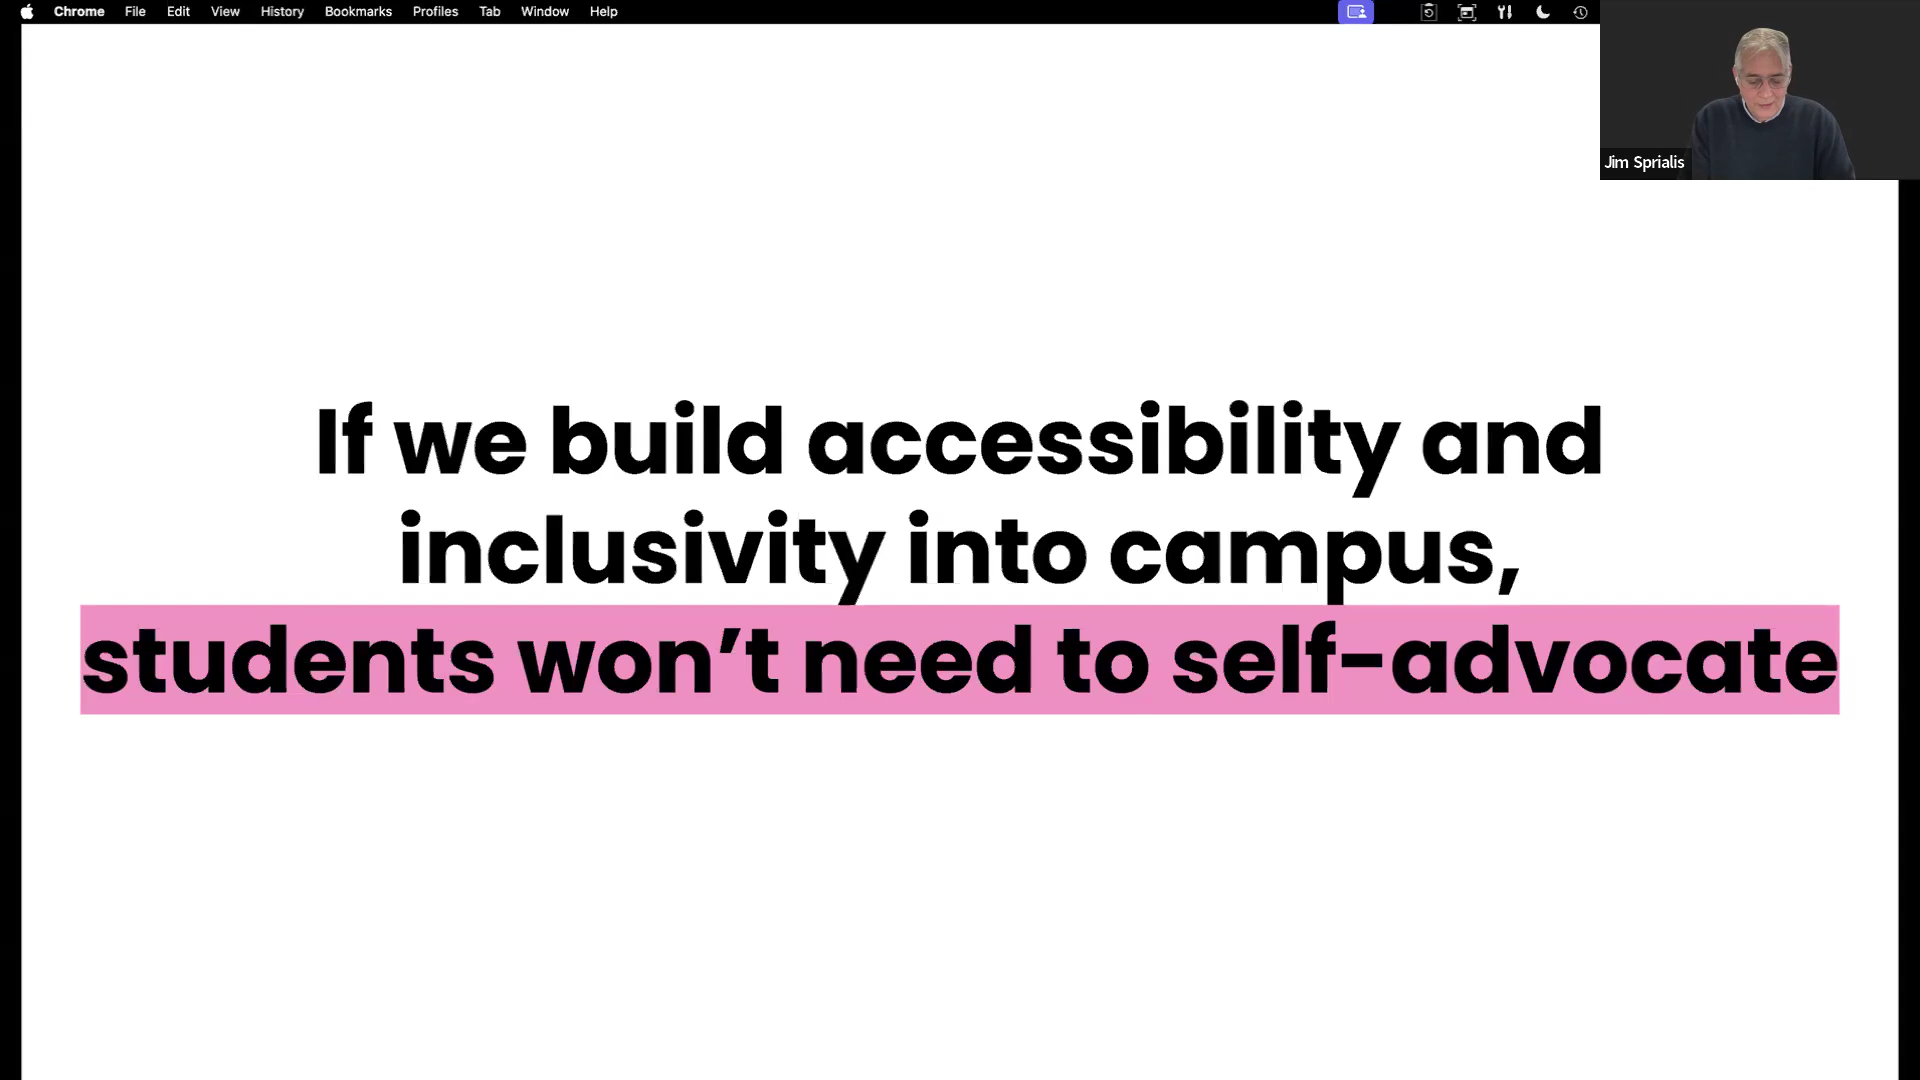 Chrome File Edit View History Bookmarks Profiles Tab Window Help
Jim Sprialis
If we build accessibility and
inclusivity into campus,
students won’t need to self-advocate